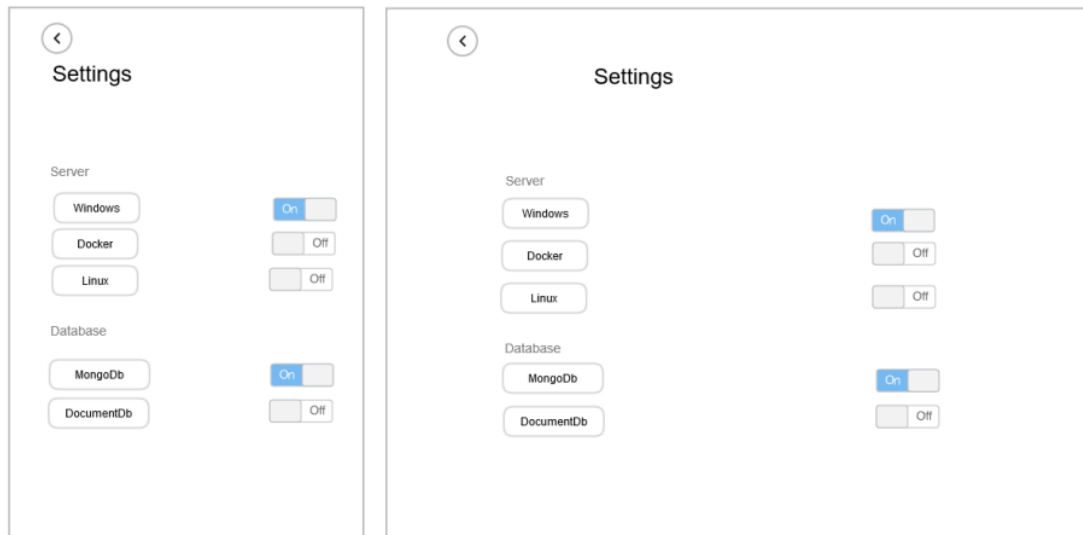 Settings
Server
Windows On
Docker Off
Linux Off
Database
MongoDb On
DocumentDb Off
Settings
Server
Windows On
Docker Off
Linux Off
Database
MongoDb On
DocumentDb Off